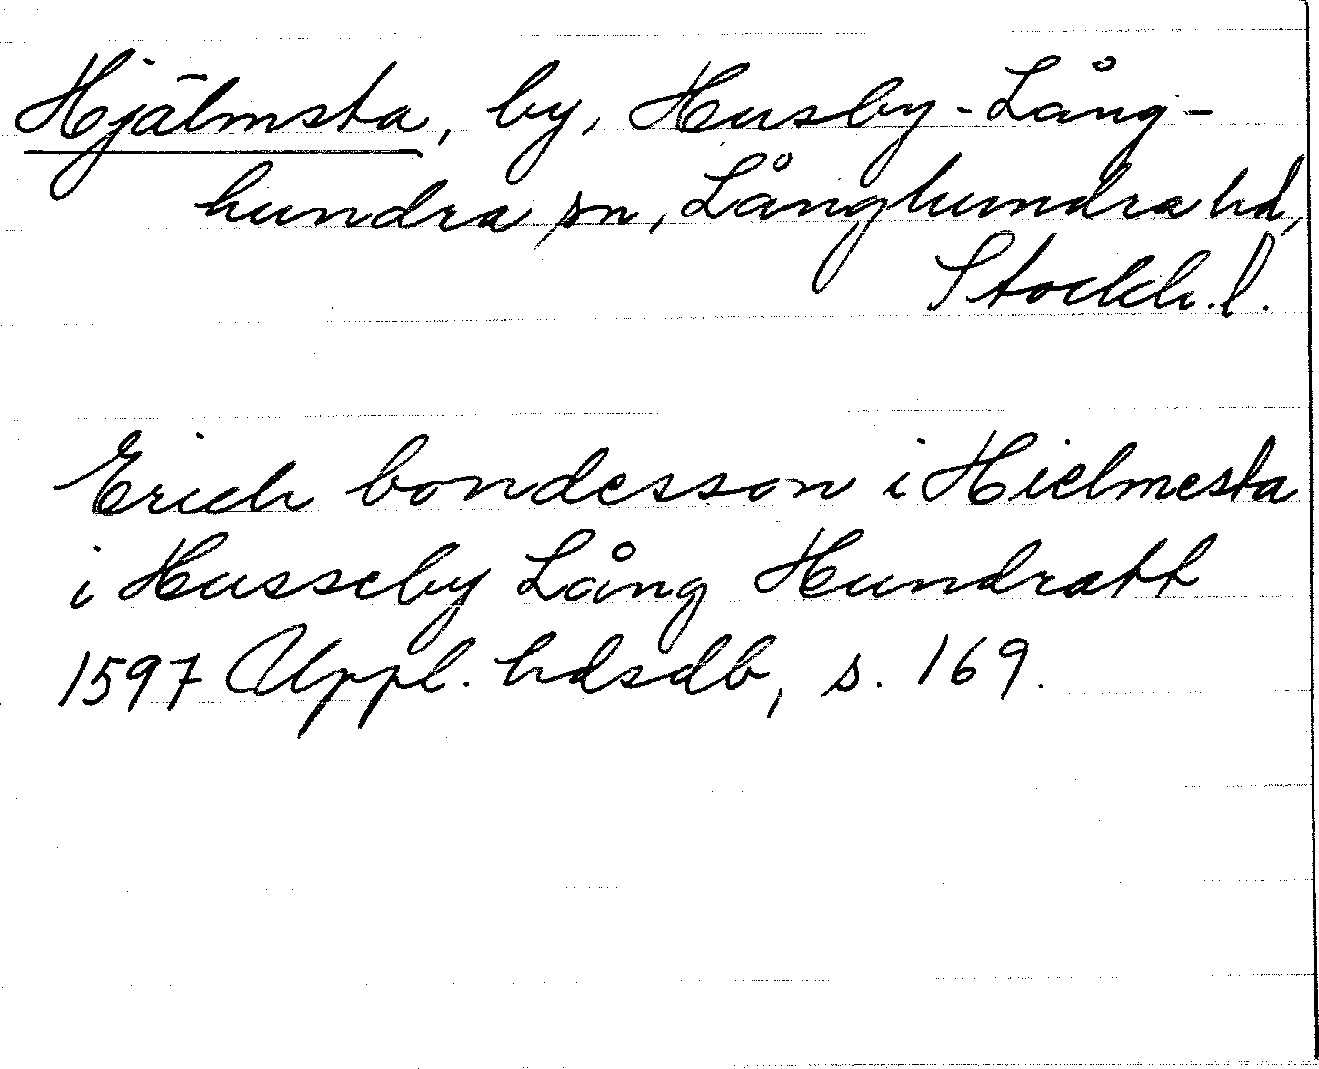 Hjälmsta, by, Husby-Lång-
hundra sn, Långhundra hd,
Stockh. l.
Erich bondesson i Hielmesta
i Husseby Lång Hundratt
1597 Uppl. hdsdb, s. 169.